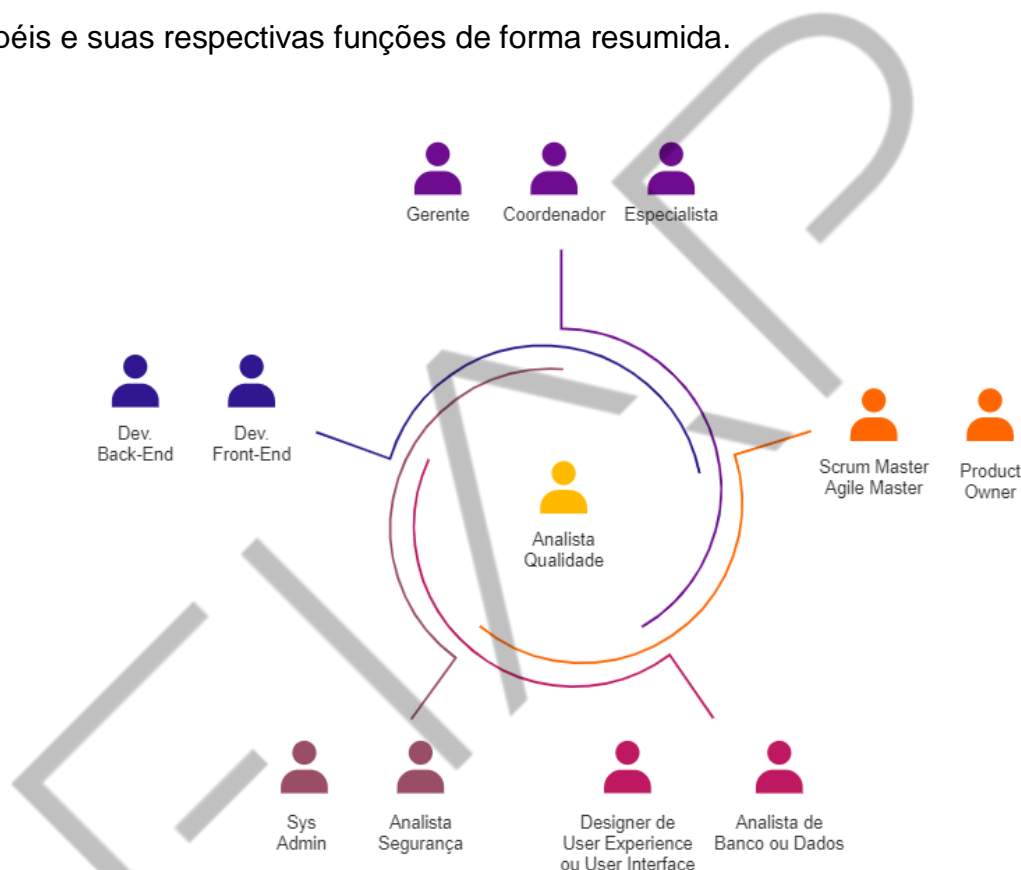 péis e suas respectivas funções de forma resumida.
Gerente
Coordenador
Especialista
Dev.
Back-End
Dev.
Front-End
Scrum Master
Agile Master
Product
Owner
Analista
Qualidade
Sys
Admin
Analista
Segurança
Designer de
User Experience
ou User Interface
Analista de
Banco ou Dados